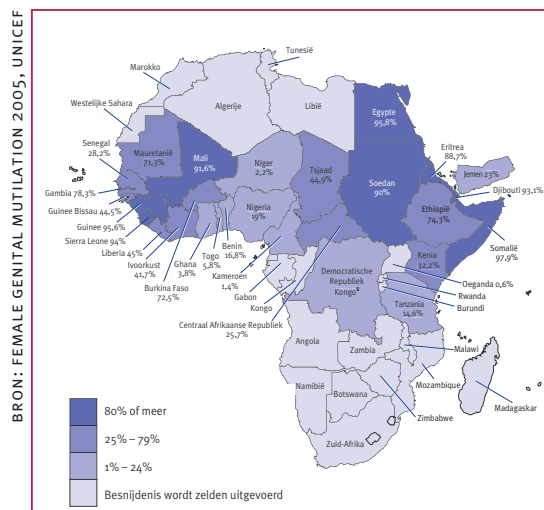 BRON: FEMALE GENITAL MUTILATION 2005, UNICEF
Tunesië
Marokko
Algerije
Libië
Egypte
95,8%
Westelijke Sahara
Mauretanië
71,3%
Mali
91,6%
Niger
2,2%
Tsjaad
44,9%
Soedan
90%
Eritrea
88,7%
Jemen 23%
Djibouti 93,1%
Senegal
28,2%
Gambia 78,3%
Guinee Bissau 44,5%
Guinee 95,6%
Sierra Leone 94%
Liberia 45%
Ivoorkust
41,7%
Burkina Faso
72,5%
Ghana
3,8%
Togo
5,8%
Benin
16,8%
Nigeria
19%
Kameroen
1,4%
Gabon
Kongo
Centraal Afrikaanse Republiek
25,7%
Ethiopië
74,3%
Somalië
97,9%
Kenia
32,2%
Oeganda 0,6%
Rwanda
Burundi
Democratische
Republiek
Kongo
Tanzania
14,6%
Angola
Zambia
Malawi
Mozambique
Zimbabwe
Madagaskar
Namibië
Botswana
Zuid-Afrika
80% of meer
25% – 79%
1% – 24%
Besnijdenis wordt zelden uitgevoerd